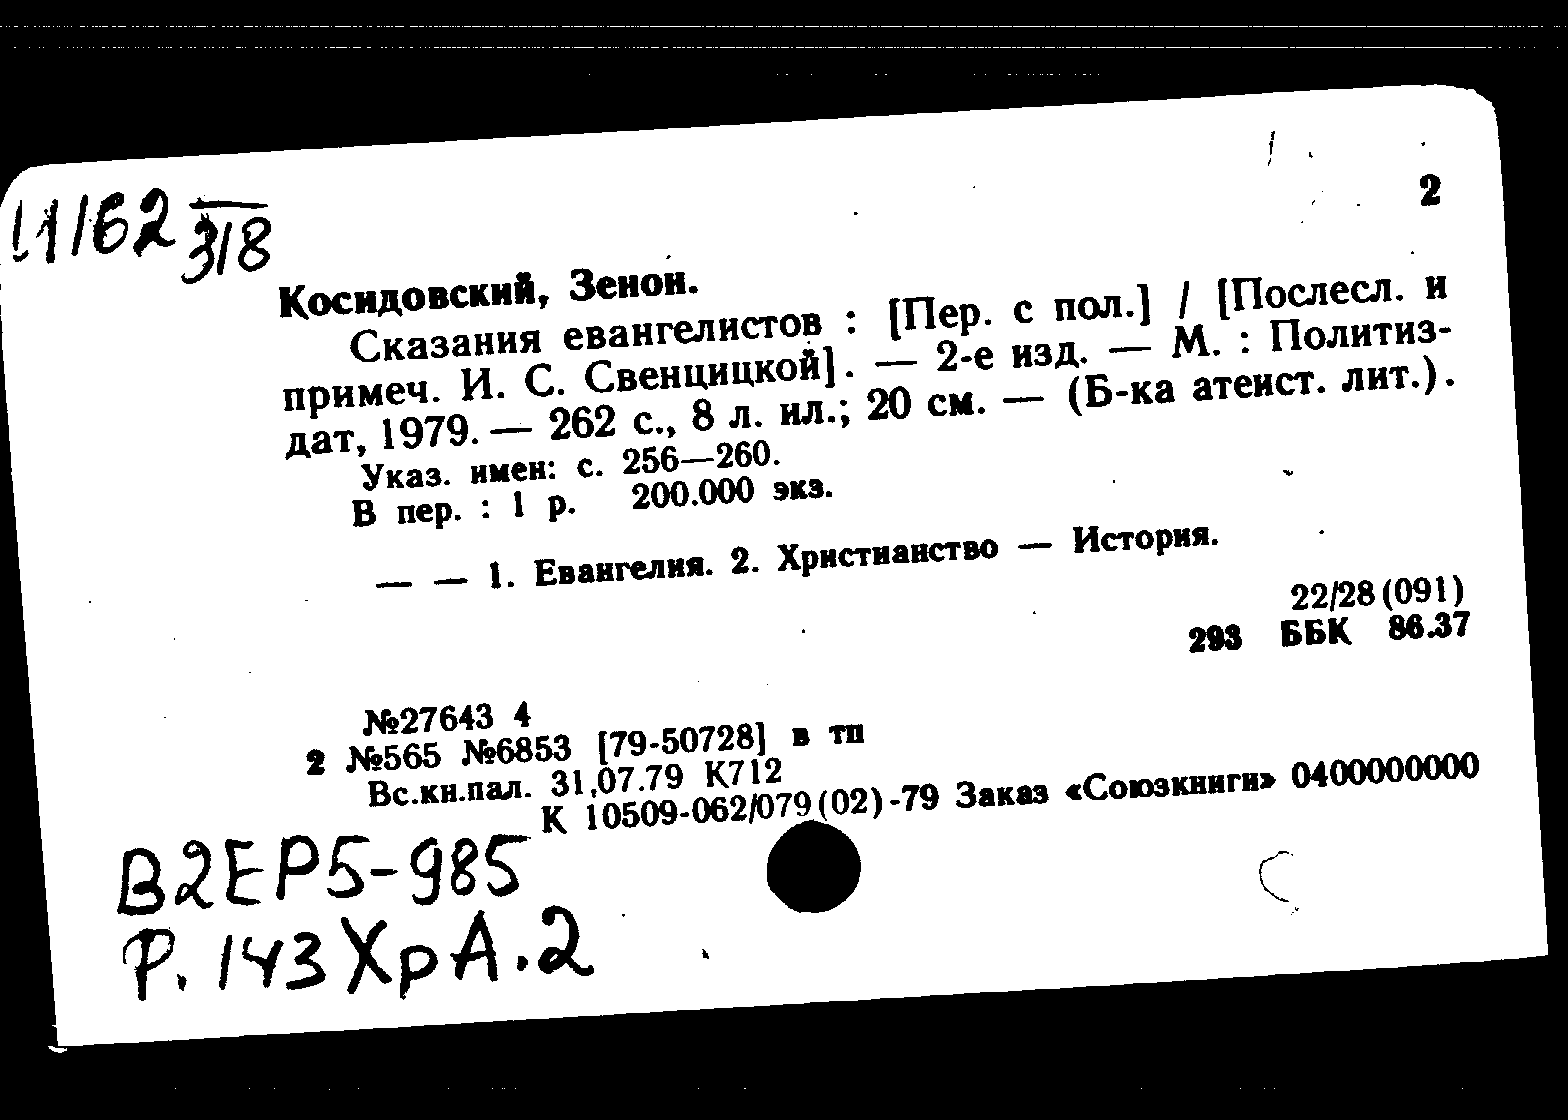 2
11162 318
Косидовский, Зенон.
Сказания евангелистов : [Пер. с пол.] / [Послесл. и
примеч. И. С. Свенцицкой]. — 2-е изд. — М. : Политиз-
дат, 1979. — 262 с., 8 л. ил.; 20 см. — (Б-ка атеист. лит.).
Указ. имен: с. 256—260.
В пер. : 1 р. 200.000 экз.
— — 1. Евангелия. 2. Христианство — История.
22/28(091)
293 ББК 86.37
№27643 4
2 №565 №6853 [79-50728] в тп
Вс.кн.пал. 31,07.79 К712
К 10509-062/079(02)-79 Заказ «Союзкниги» 0400000000
В2ЕР5-985
Р. 143 ХрА.2